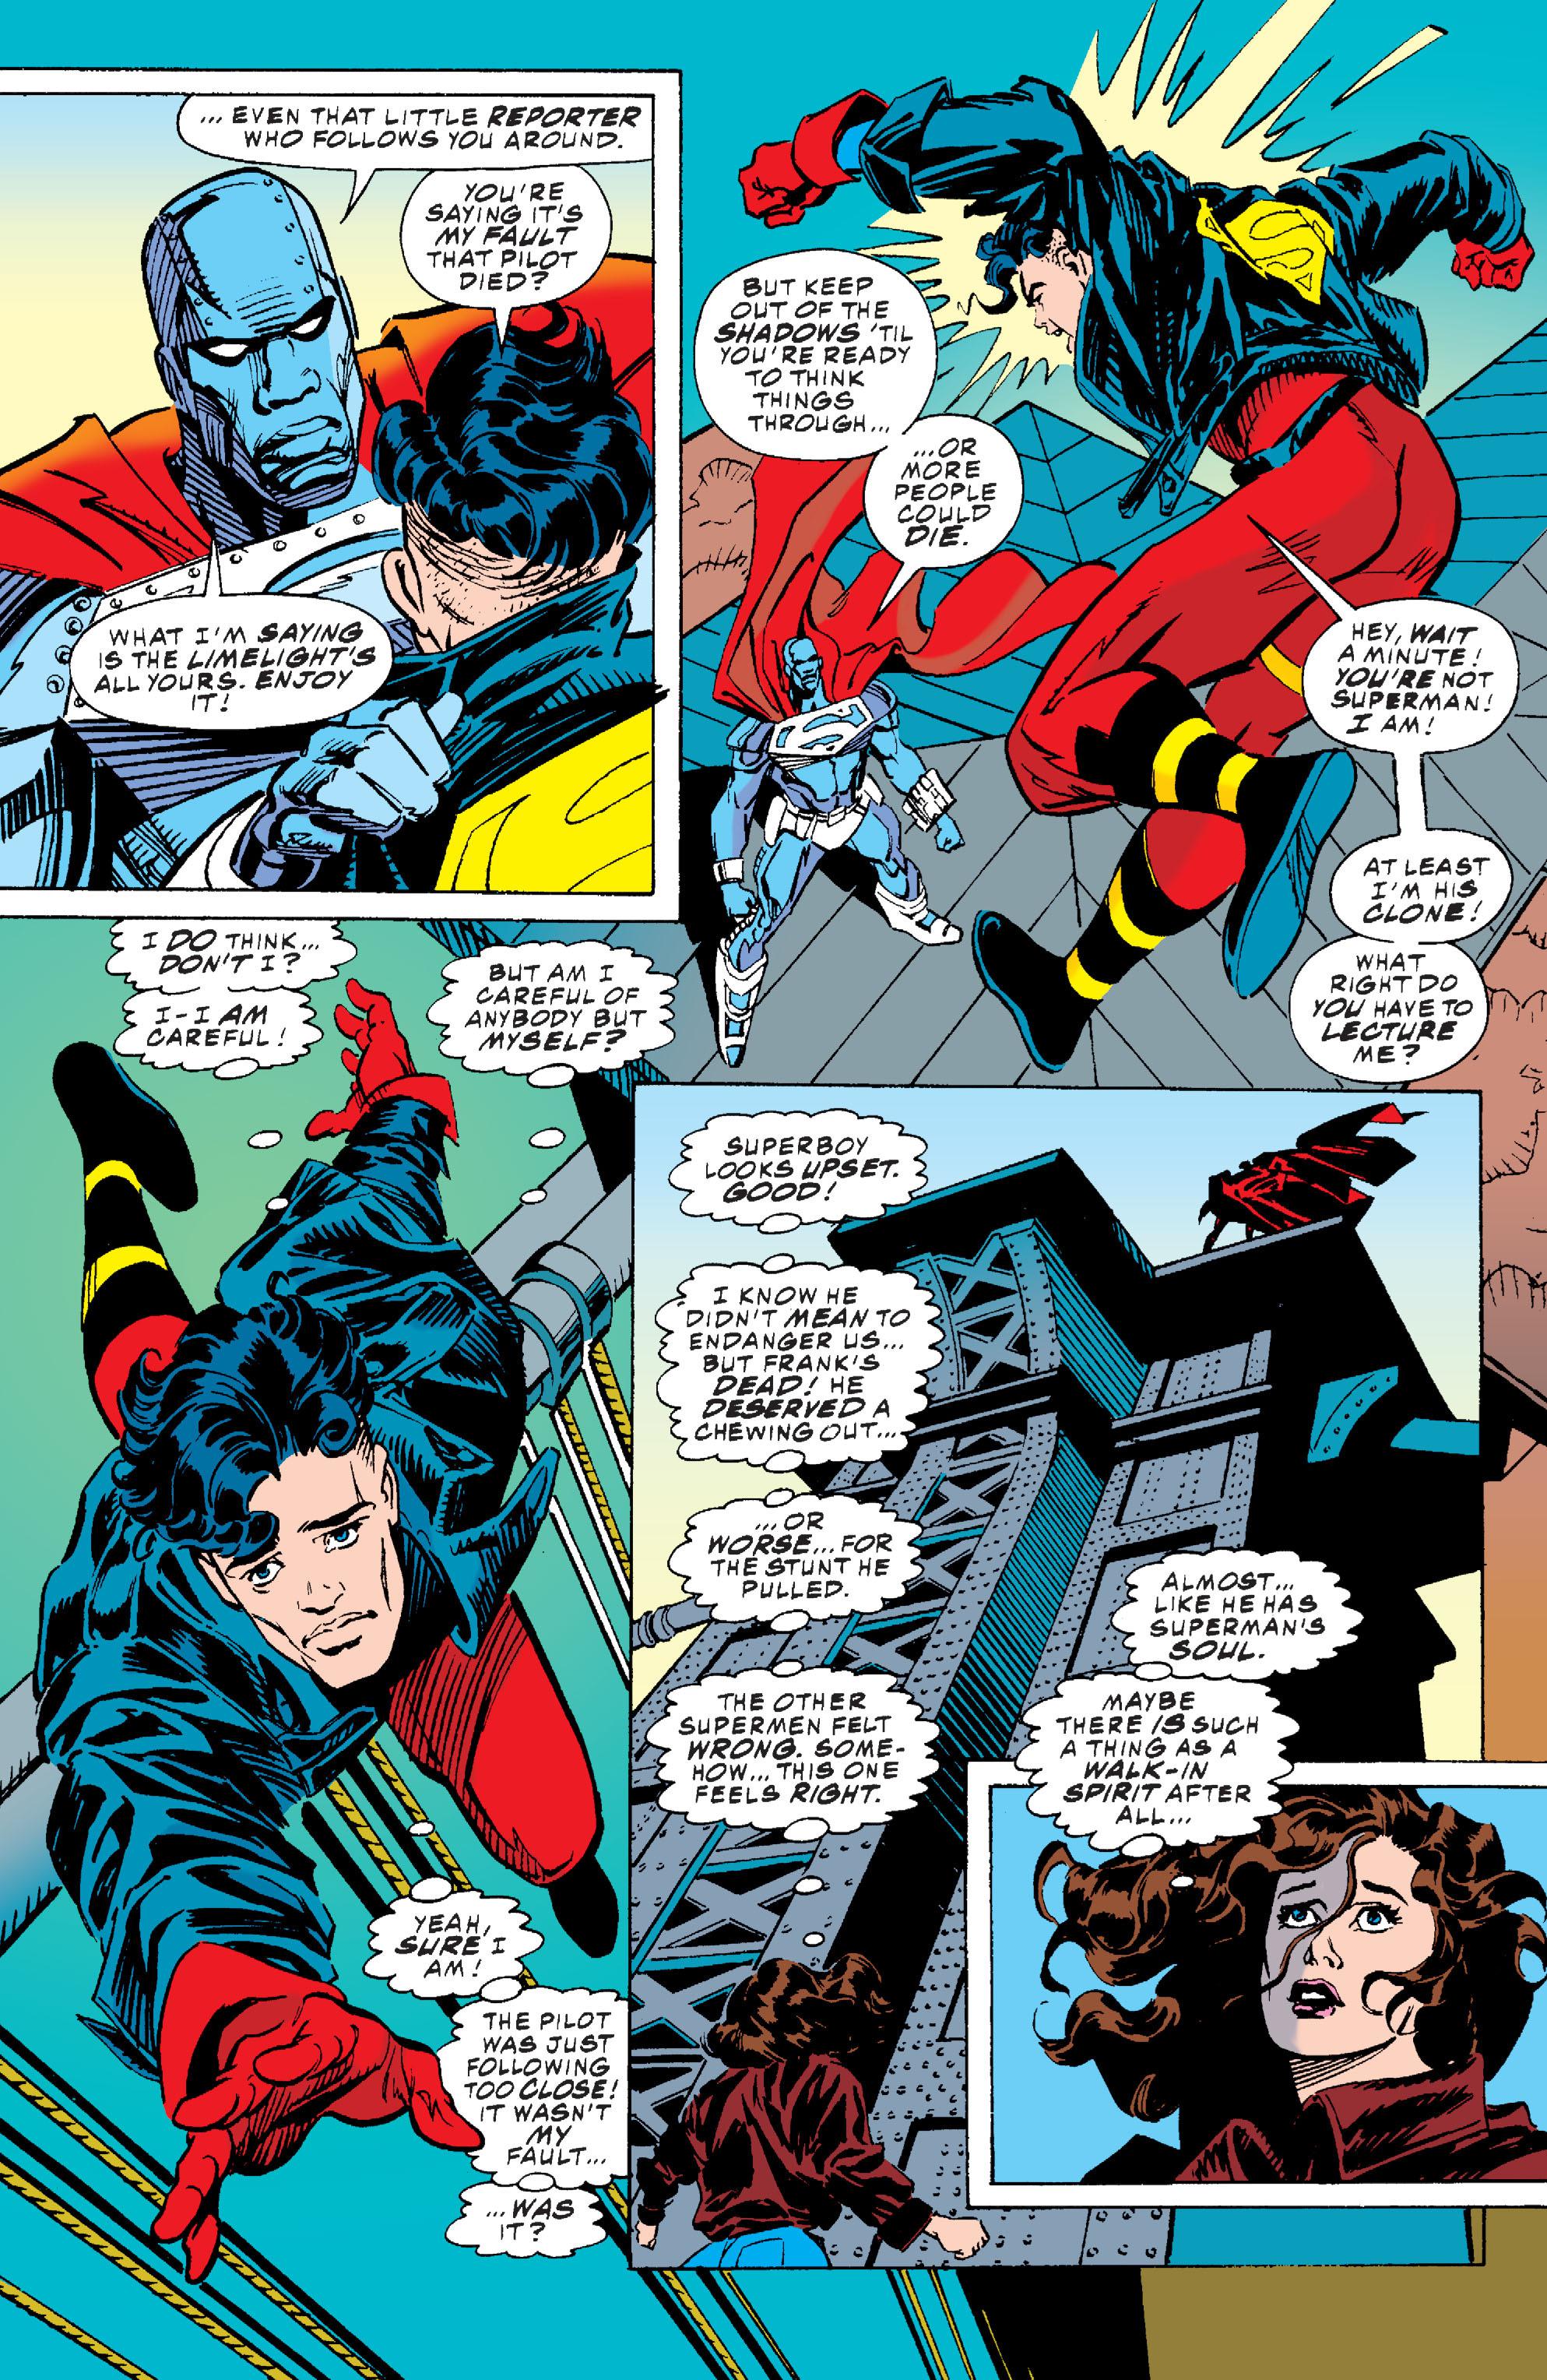 ... EVEN THAT LITTLE REPORTER
WHO FOLLOWS YOU AROUND.
YOU'RE
SAYING IT'S
MY FAULT
THAT PILOT
DIED?
WHAT I'M SAYING
IS THE LIMELIGHT'S
ALL YOURS. ENJOY
IT!
BUT KEEP
OUT OF THE
SHADOWS 'TIL
YOU'RE READY
TO THINK
THINGS
THROUGH...
...OR
MORE
PEOPLE
COULD
DIE.
HEY, WAIT
A MINUTE!
YOU'RE NOT
SUPERMAN!
I AM!
AT LEAST
I'M HIS
CLONE!
WHAT
RIGHT DO
YOU HAVE TO
LECTURE
ME?
I DO THINK...
DON'T I?
I-I AM
CAREFUL!
BUT AM I
CAREFUL OF
ANYBODY BUT
MYSELF?
YEAH,
SURE I
AM!
THE PILOT
WAS JUST
FOLLOWING
TOO CLOSE!
IT WASN'T
MY
FAULT...
...WAS
IT?
SUPERBOY
LOOKS UPSET.
GOOD!
I KNOW HE
DIDN'T MEAN TO
ENDANGER US...
BUT FRANK'S
DEAD! HE
DESERVED A
CHEWING OUT...
...OR
WORSE... FOR
THE STUNT HE
PULLED.
THE OTHER
SUPERMEN FELT
WRONG. SOME-
HOW... THIS ONE
FEELS RIGHT.
ALMOST...
LIKE HE HAS
SUPERMAN'S
SOUL.
MAYBE
THERE IS SUCH
A THING AS A
WALK-IN
SPIRIT AFTER
ALL...